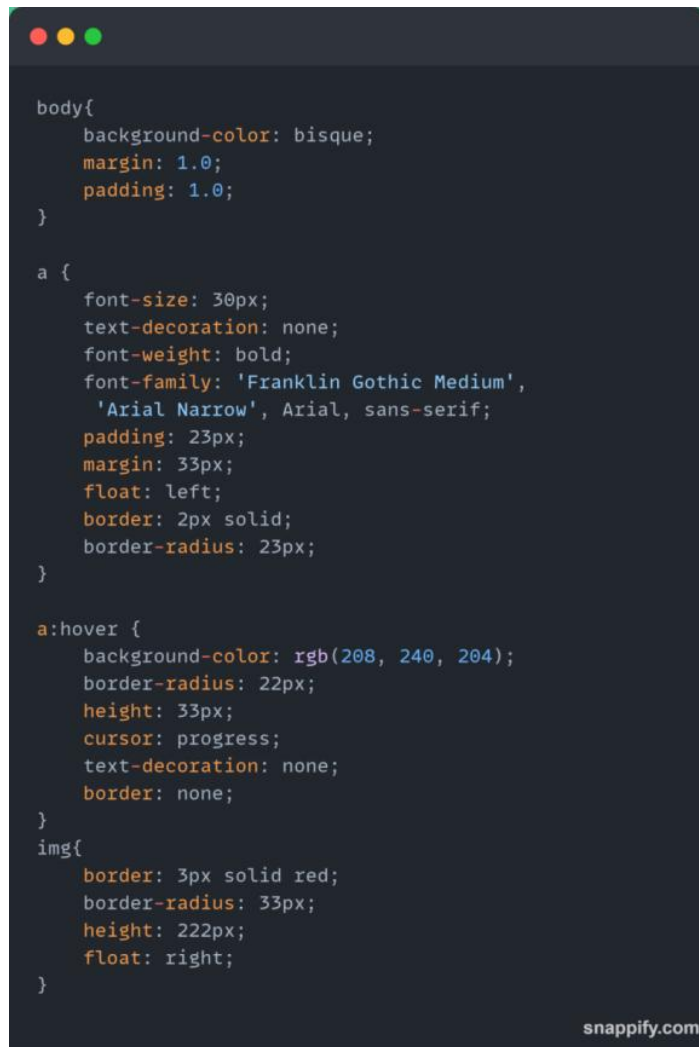 body{
    background-color: bisque;
    margin: 1.0;
    padding: 1.0;
}

a {
    font-size: 30px;
    text-decoration: none;
    font-weight: bold;
    font-family: 'Franklin Gothic Medium',
     'Arial Narrow', Arial, sans-serif;
    padding: 23px;
    margin: 33px;
    float: left;
    border: 2px solid;
    border-radius: 23px;
}

a:hover {
    background-color: rgb(208, 240, 204);
    border-radius: 22px;
    height: 33px;
    cursor: progress;
    text-decoration: none;
    border: none;
}
img{
    border: 3px solid red;
    border-radius: 33px;
    height: 222px;
    float: right;
}
snappify.com